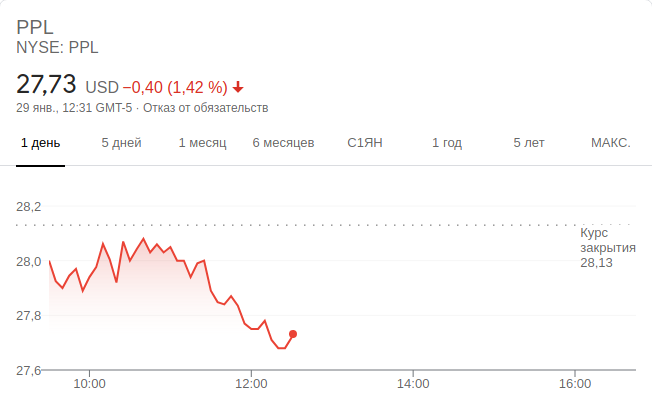 PPL
NYSE: PPL
27,73 USD −0,40 (1,42 %)
29 янв., 12:31 GMT-5 · Отказ от обязательств
1 день 5 дней 1 месяц 6 месяцев С1ЯН 1 год 5 лет МАКС.
28,2
Курс
закрытия
28,13
28,0
27,8
27,6
10:00 12:00 14:00 16:00